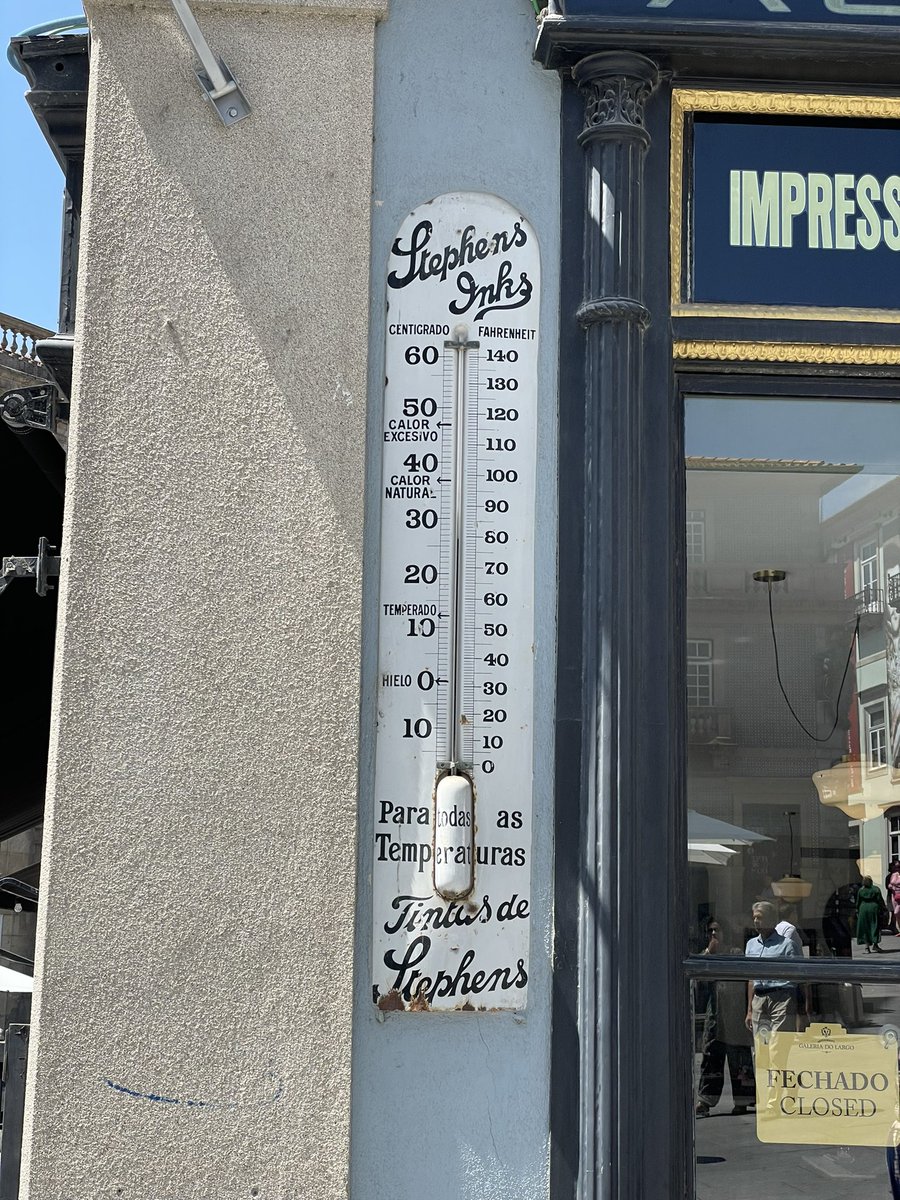 Stephens'
Inks
CENTIGRADO FAHRENHEIT
60 140
130
50 120
CALOR
EXCESIVO
110
40 100
CALOR
NATURAL
30 90
80
20 70
60
TEMPERADO
10 50
40
HIELO 0 30
20
10 10
0
Para todas as
Temperaturas
Tintas de
Stephens
IMPRESS
GALERIA DO LARGO
FECHADO
CLOSED